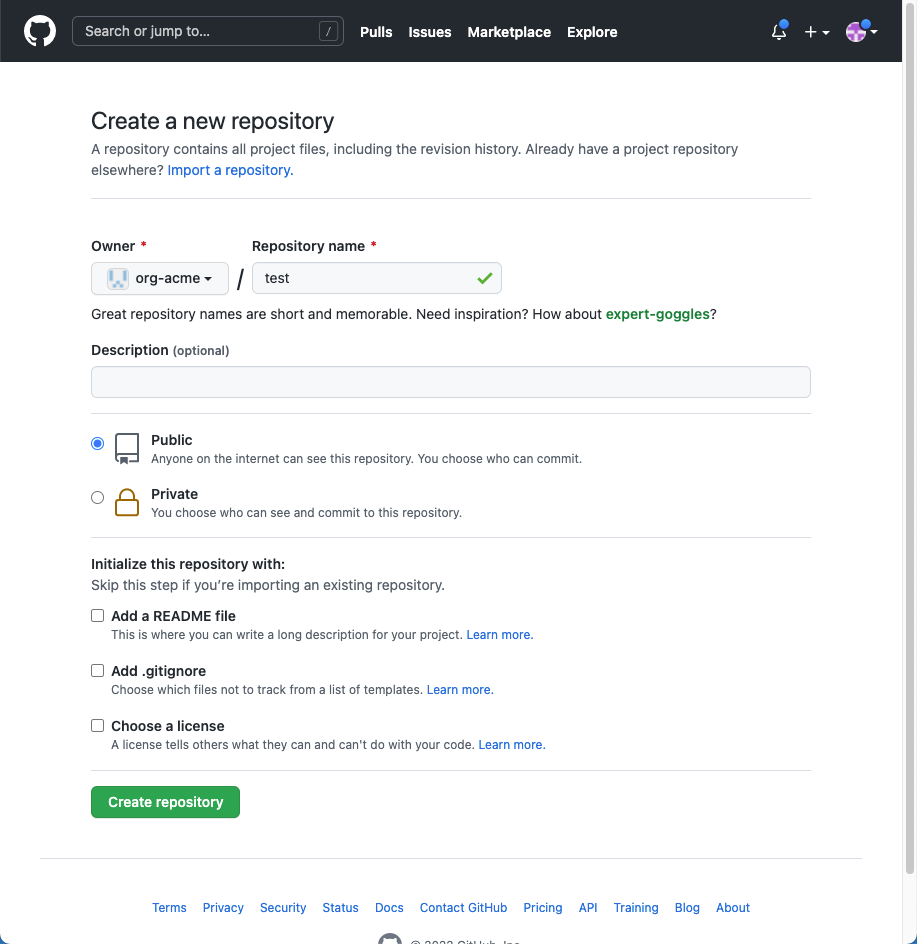 Search or jump to... /
Pulls Issues Marketplace Explore
Create a new repository
A repository contains all project files, including the revision history. Already have a project repository
elsewhere? Import a repository.
Owner * Repository name *
org-acme / test
Great repository names are short and memorable. Need inspiration? How about expert-goggles?
Description (optional)
Public
Anyone on the internet can see this repository. You choose who can commit.
Private
You choose who can see and commit to this repository.
Initialize this repository with:
Skip this step if you’re importing an existing repository.
Add a README file
This is where you can write a long description for your project. Learn more.
Add .gitignore
Choose which files not to track from a list of templates. Learn more.
Choose a license
A license tells others what they can and can't do with your code. Learn more.
Create repository
Terms Privacy Security Status Docs Contact GitHub Pricing API Training Blog About